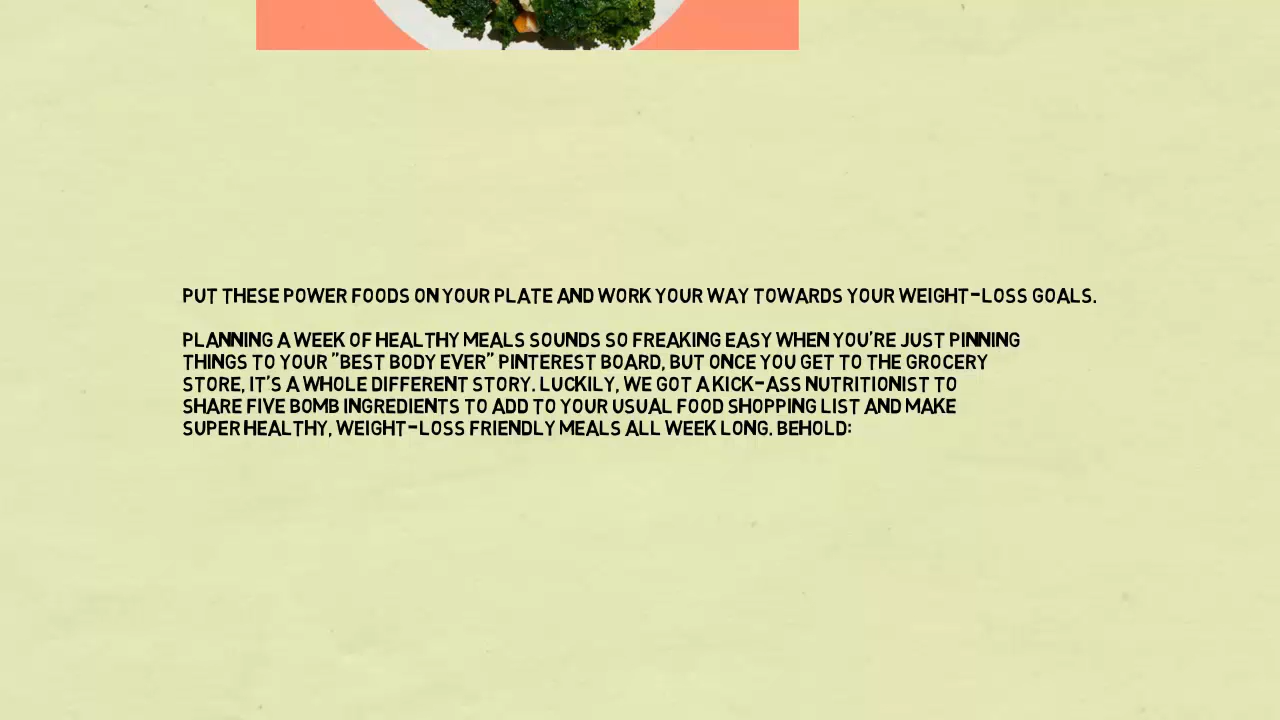 PUT THESE POWER FOODS ON YOUR PLATE AND WORK YOUR WAY TOWARDS YOUR WEIGHT-LOSS GOALS.
PLANNING A WEEK OF HEALTHY MEALS SOUNDS SO FREAKING EASY WHEN YOU'RE JUST PINNING
THINGS TO YOUR "BEST BODY EVER" PINTEREST BOARD, BUT ONCE YOU GET TO THE GROCERY
STORE, IT'S A WHOLE DIFFERENT STORY. LUCKILY, WE GOT A KICK-ASS NUTRITIONIST TO
SHARE FIVE BOMB INGREDIENTS TO ADD TO YOUR USUAL FOOD SHOPPING LIST AND MAKE
SUPER HEALTHY, WEIGHT-LOSS FRIENDLY MEALS ALL WEEK LONG. BEHOLD: